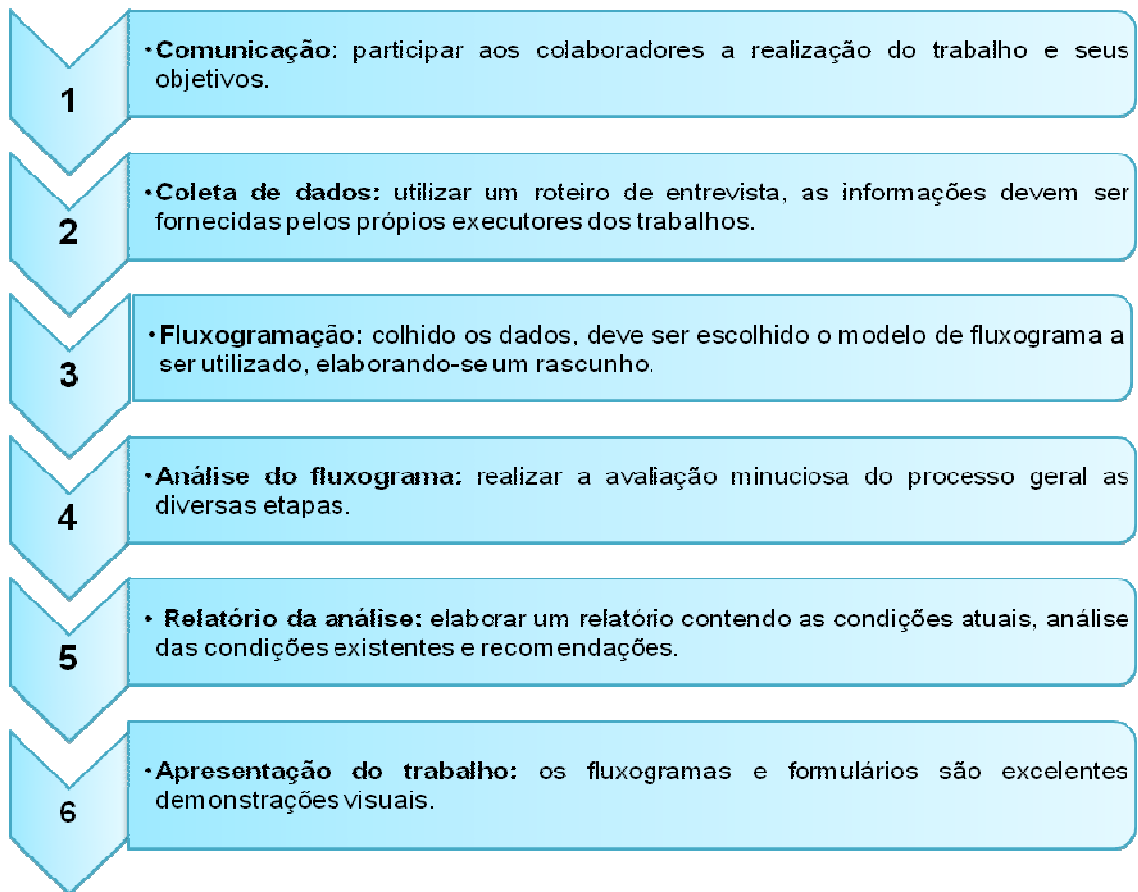 1
•Comunicação: participar aos colaboradores a realização do trabalho e seus
objetivos.
2
•Coleta de dados: utilizar um roteiro de entrevista, as informações devem ser
fornecidas pelos própios executores dos trabalhos.
3
•Fluxogramação: colhido os dados, deve ser escolhido o modelo de fluxograma a
ser utilizado, elaborando-se um rascunho.
4
•Análise do fluxograma: realizar a avaliação minuciosa do processo geral as
diversas etapas.
5
• Relatório da análise: elaborar um relatório contendo as condições atuais, análise
das condições existentes e recomendações.
6
•Apresentação do trabalho: os fluxogramas e formulários são excelentes
demonstrações visuais.